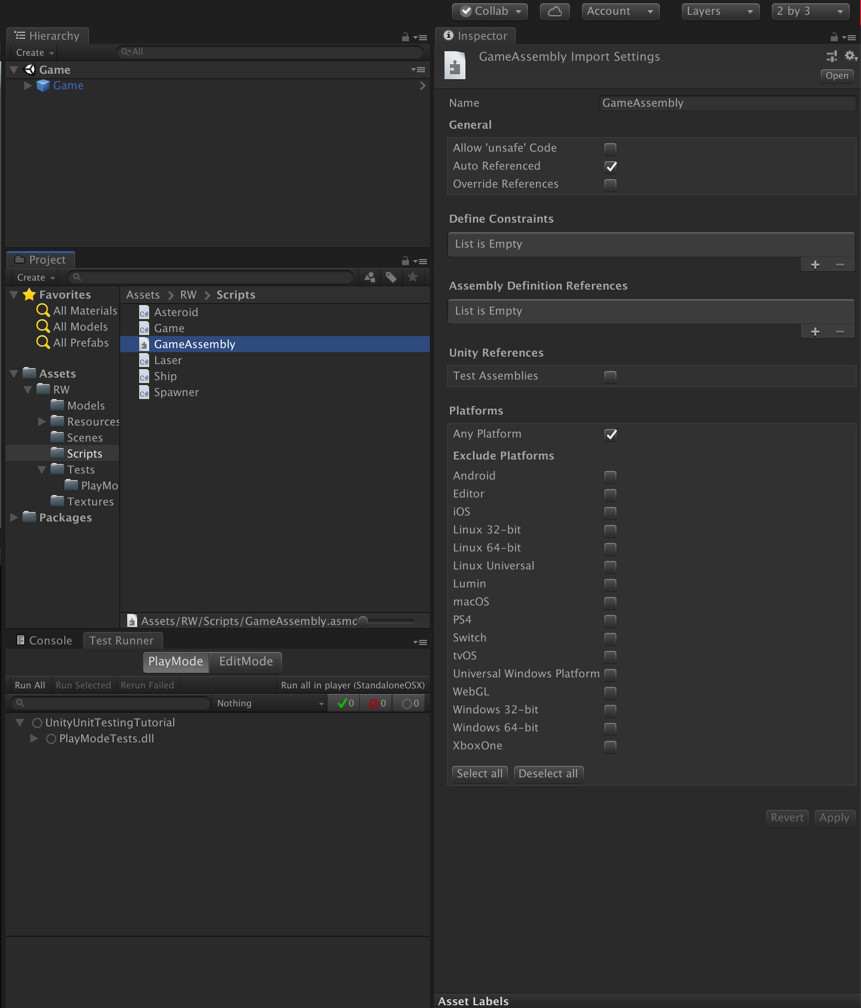 Collab
Account
Layers
2 by 3
Hierarchy
Create
All
Game
Game
Project
Create
Favorites
All Materials
All Models
All Prefabs
Assets
RW
Models
Resources
Scenes
Scripts
Tests
PlayMo
Textures
Packages
Assets > RW > Scripts
Asteroid
Game
GameAssembly
Laser
Ship
Spawner
Assets/RW/Scripts/GameAssembly.asmc
Console
Test Runner
PlayMode
EditMode
Run All
Run Selected
Rerun Failed
Run all in player (StandaloneOSX)
Nothing
0
0
0
UnityUnitTestingTutorial
PlayModeTests.dll
Inspector
GameAssembly Import Settings
Open
Name
GameAssembly
General
Allow 'unsafe' Code
Auto Referenced
Override References
Define Constraints
List is Empty
+ −
Assembly Definition References
List is Empty
+ −
Unity References
Test Assemblies
Platforms
Any Platform
Exclude Platforms
Android
Editor
iOS
Linux 32-bit
Linux 64-bit
Linux Universal
Lumin
macOS
PS4
Switch
tvOS
Universal Windows Platform
WebGL
Windows 32-bit
Windows 64-bit
XboxOne
Select all
Deselect all
Revert
Apply
Asset Labels